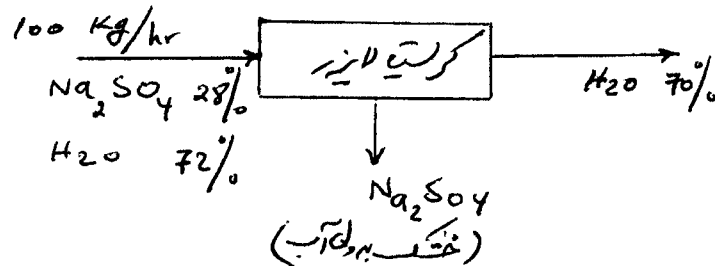 100 Kg/hr
Na2SO4 28%
H2O 72%
کریستالایزر
H2O 70%
Na2SO4
(خشک بدون آب)